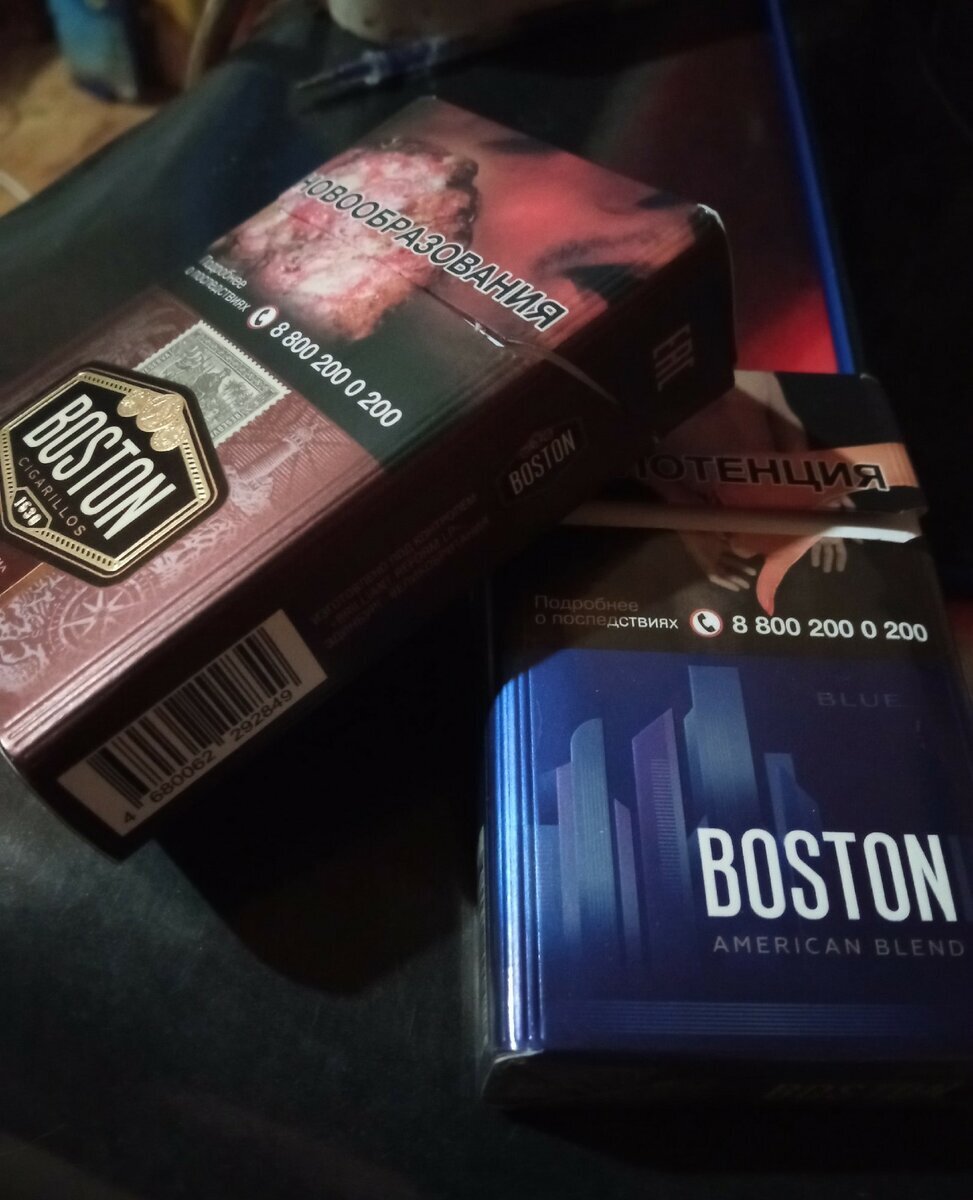 НОВООБРАЗОВАНИЯ
Подробнее
о последствиях
8 800 200 0 200
BOSTON
CIGARILLOS
1630
BOSTON
4 680062 292849
ПОТЕНЦИЯ
Подробнее
о последствиях
8 800 200 0 200
BLUE
BOSTON
AMERICAN BLEND